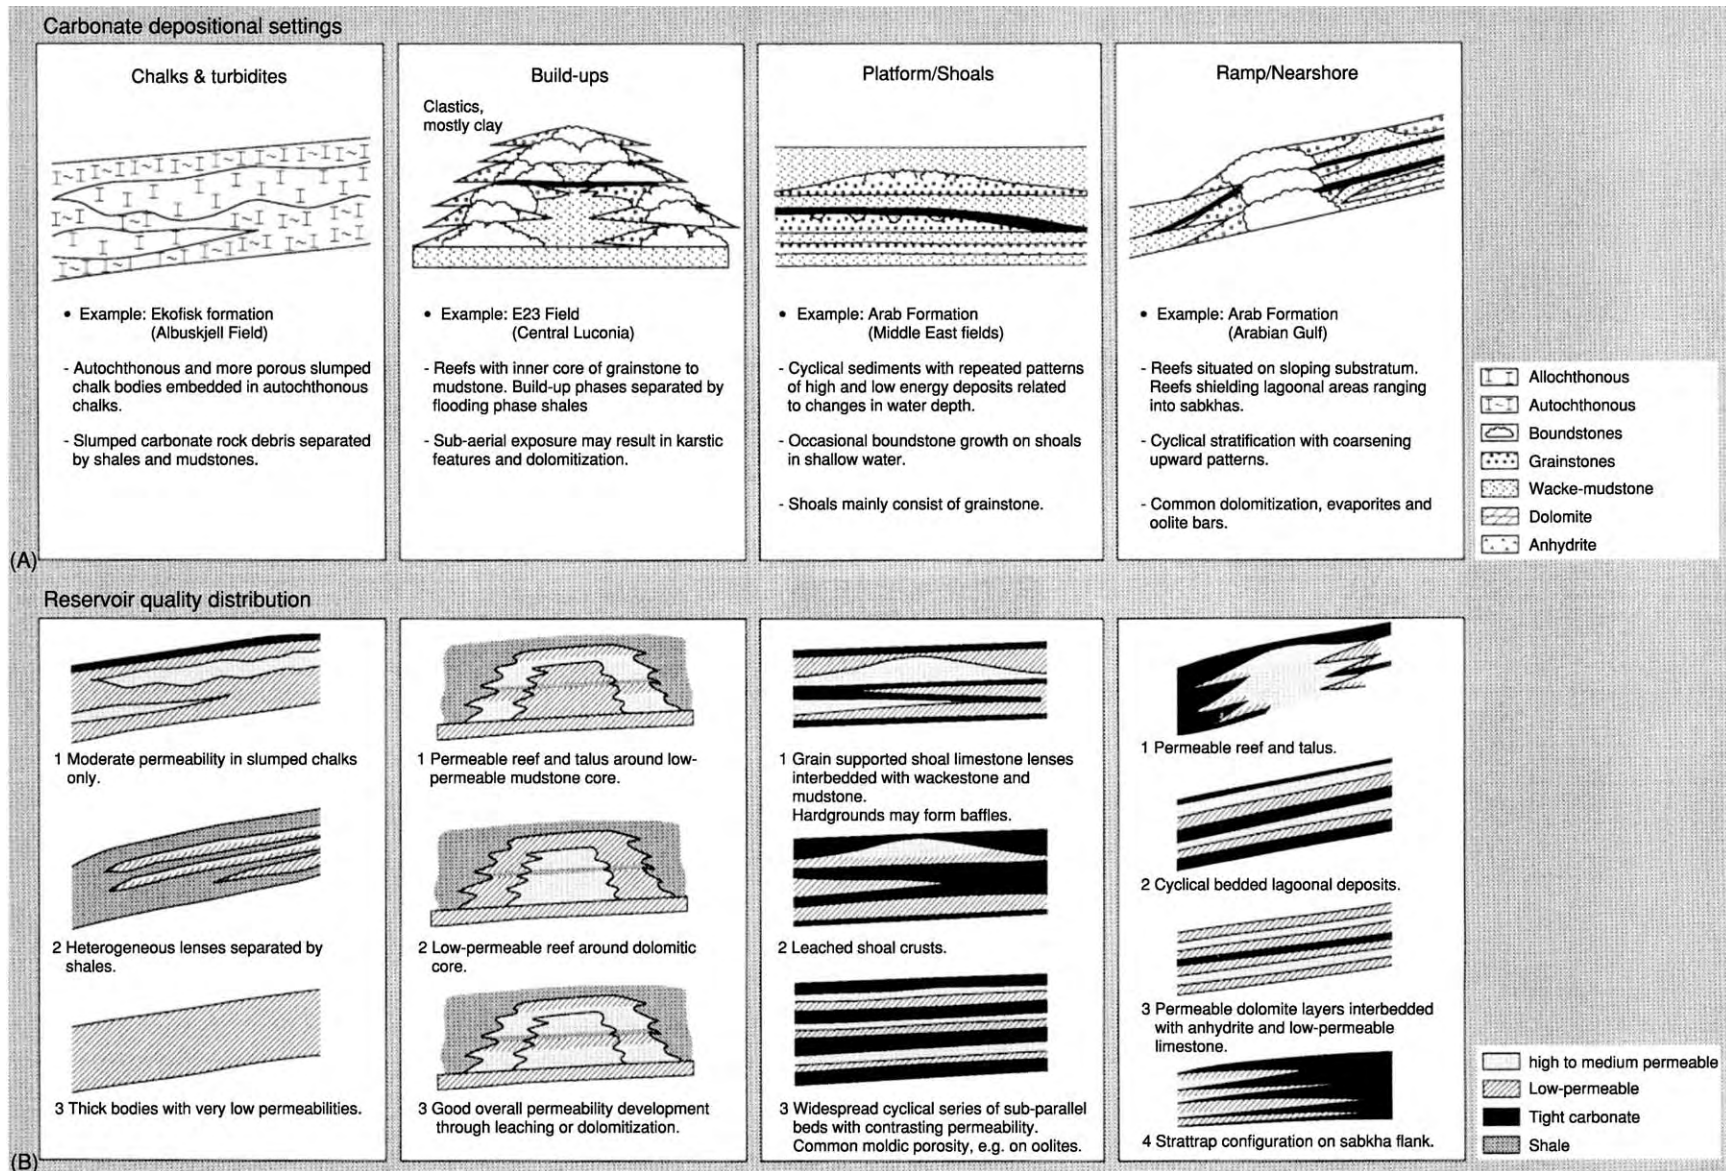 Carbonate depositional settings
Chalks & turbidites
• Example: Ekofisk formation
(Albuskjell Field)
- Autochthonous and more porous slumped
chalk bodies embedded in autochthonous
chalks.
- Slumped carbonate rock debris separated
by shales and mudstones.
Build-ups
Clastics,
mostly clay
• Example: E23 Field
(Central Luconia)
- Reefs with inner core of grainstone to
mudstone. Build-up phases separated by
flooding phase shales
- Sub-aerial exposure may result in karstic
features and dolomitization.
Platform/Shoals
• Example: Arab Formation
(Middle East fields)
- Cyclical sediments with repeated patterns
of high and low energy deposits related
to changes in water depth.
- Occasional boundstone growth on shoals
in shallow water.
- Shoals mainly consist of grainstone.
Ramp/Nearshore
• Example: Arab Formation
(Arabian Gulf)
- Reefs situated on sloping substratum.
Reefs shielding lagoonal areas ranging
into sabkhas.
- Cyclical stratification with coarsening
upward patterns.
- Common dolomitization, evaporites and
oolite bars.
Allochthonous
Autochthonous
Boundstones
Grainstones
Wacke-mudstone
Dolomite
Anhydrite
(A)
Reservoir quality distribution
1 Moderate permeability in slumped chalks
only.
2 Heterogeneous lenses separated by
shales.
3 Thick bodies with very low permeabilities.
1 Permeable reef and talus around low-
permeable mudstone core.
2 Low-permeable reef around dolomitic
core.
3 Good overall permeability development
through leaching or dolomitization.
1 Grain supported shoal limestone lenses
interbedded with wackestone and
mudstone.
Hardgrounds may form baffles.
2 Leached shoal crusts.
3 Widespread cyclical series of sub-parallel
beds with contrasting permeability.
Common moldic porosity, e.g. on oolites.
1 Permeable reef and talus.
2 Cyclical bedded lagoonal deposits.
3 Permeable dolomite layers interbedded
with anhydrite and low-permeable
limestone.
4 Strattrap configuration on sabkha flank.
high to medium permeable
Low-permeable
Tight carbonate
Shale
(B)